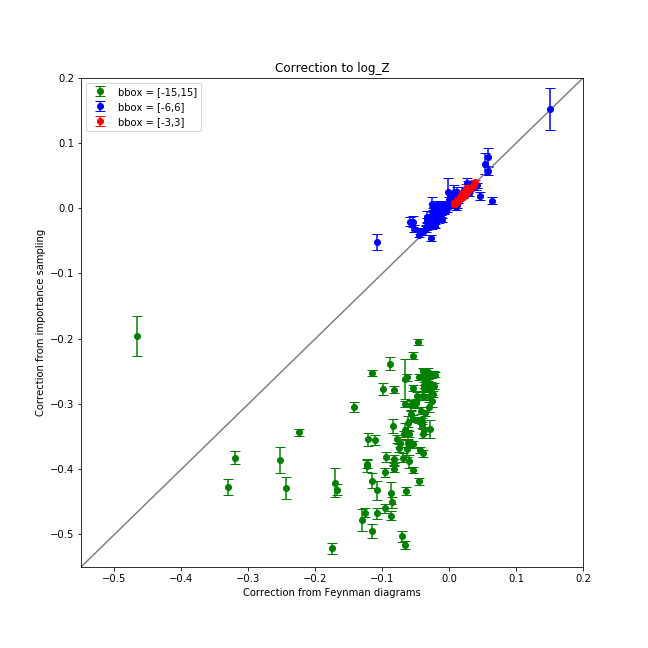 Correction to log_Z
bbox = [-15,15]
bbox = [-6,6]
bbox = [-3,3]
0.2
0.1
0.0
−0.1
−0.2
−0.3
−0.4
−0.5
Correction from importance sampling
−0.5
−0.4
−0.3
−0.2
−0.1
0.0
0.1
0.2
Correction from Feynman diagrams